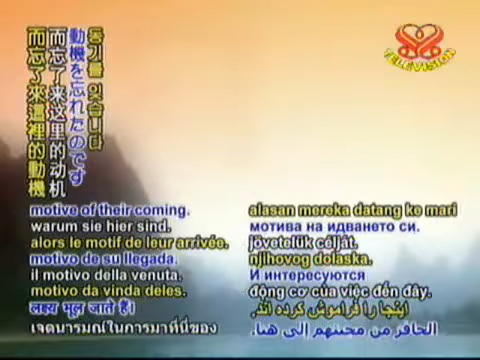 TELEVISION
동기를 잊습니다
動機を忘れたのです
而忘了来这里的动机
而忘了來這裡的動機
motive of their coming.
warum sie hier sind.
alors le motif de leur arrivée.
motivo de su llegada.
il motivo della venuta.
motivo da vinda deles.
लक्ष्य भूल जाते हैं।
เจตนารมณ์ในการมาที่นี่ของ
alasan mereka datang ke mari
мотива на идването си.
jövetelük célját.
njihovog dolaska.
И интересуются
động cơ của việc đến đây.
اینجا را فراموش کرده اند.
الحافز من مجيئهم إلى هنا.